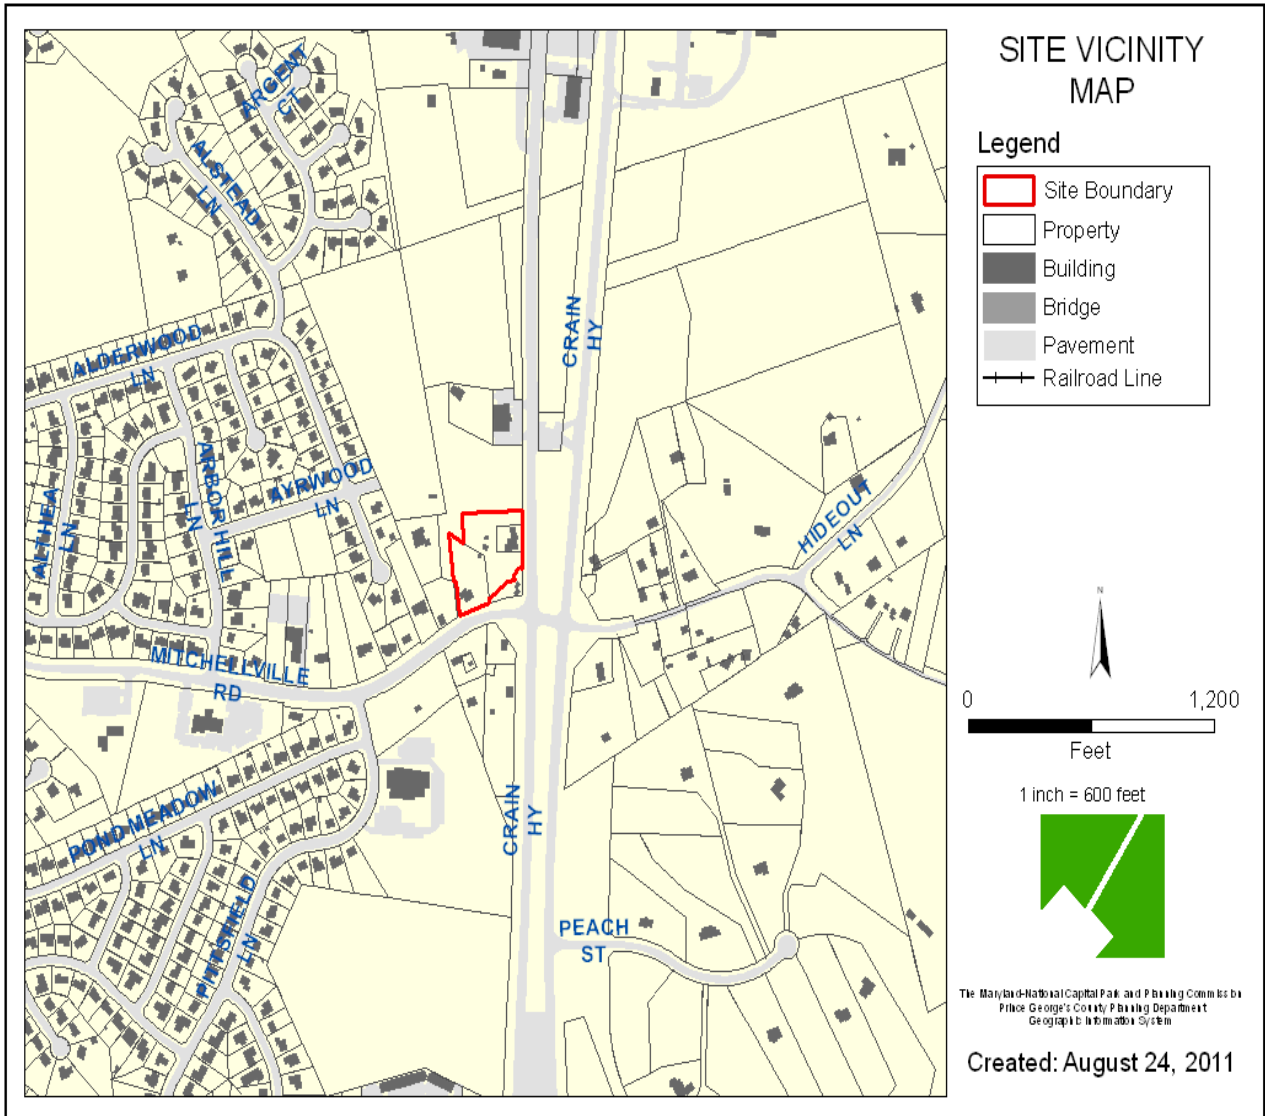 SITE VICINITY
MAP
Legend
Site Boundary
Property
Building
Bridge
Pavement
Railroad Line
ARGENT
CT
ALSTEAD
LN
ALDERWOOD
LN
CRAIN
HY
ARBOR HILL
LN
AYRWOOD
LN
ALTHEA
LN
HIDEOUT
LN
MITCHELLVILLE
RD
POND MEADOW
LN
PITTSFIELD
LN
CRAIN
HY
PEACH
ST
N
0 1,200
Feet
1 inch = 600 feet
The Maryland-National Capital Park and Planning Commission
Prince George's County Planning Department
Geographic Information System
Created: August 24, 2011